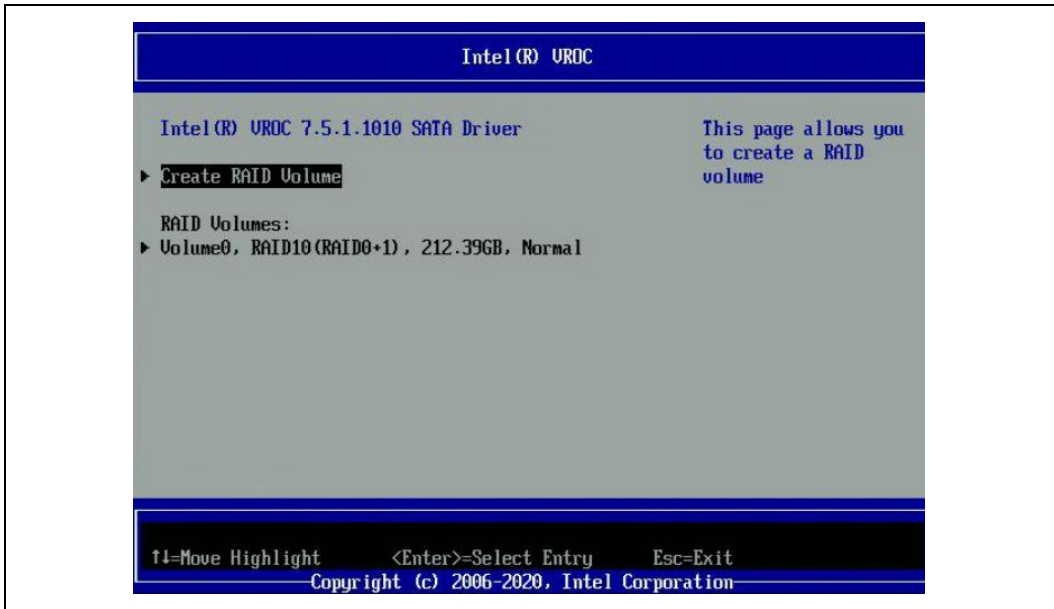 Intel(R) VROC
Intel(R) VROC 7.5.1.1010 SATA Driver
This page allows you
to create a RAID
volume
▶ Create RAID Volume
RAID Volumes:
▶ Volume0, RAID10(RAID0+1), 212.39GB, Normal
↑↓=Move Highlight <Enter>=Select Entry Esc=Exit
Copyright (c) 2006-2020, Intel Corporation